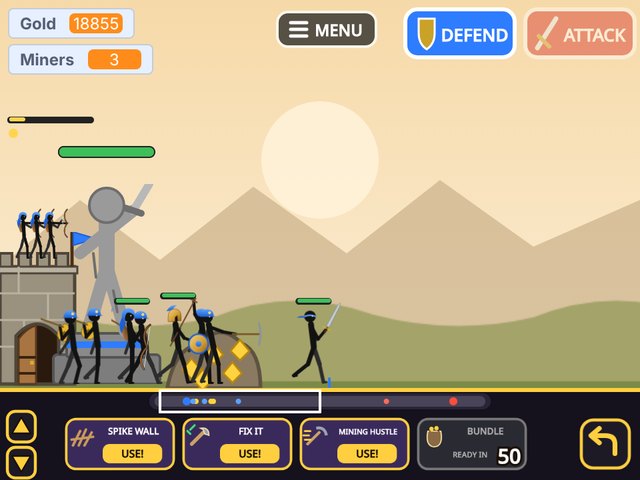 Gold 18855
Miners 3
MENU
DEFEND
ATTACK
SPIKE WALL
USE!
FIX IT
USE!
MINING HUSTLE
USE!
BUNDLE
READY IN 50